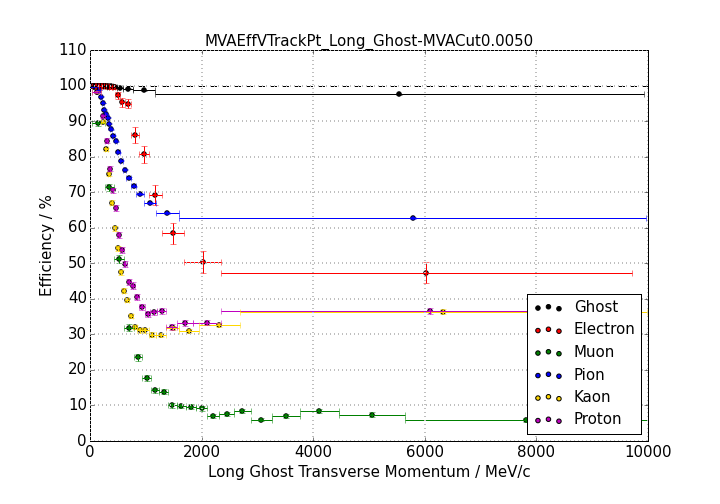 MVAEffVTrackPt_Long_Ghost-MVACut0.0050
110
100
90
80
70
60
50
40
30
20
10
0
Efficiency / %
0 2000 4000 6000 8000 10000
Long Ghost Transverse Momentum / MeV/c
Ghost
Electron
Muon
Pion
Kaon
Proton